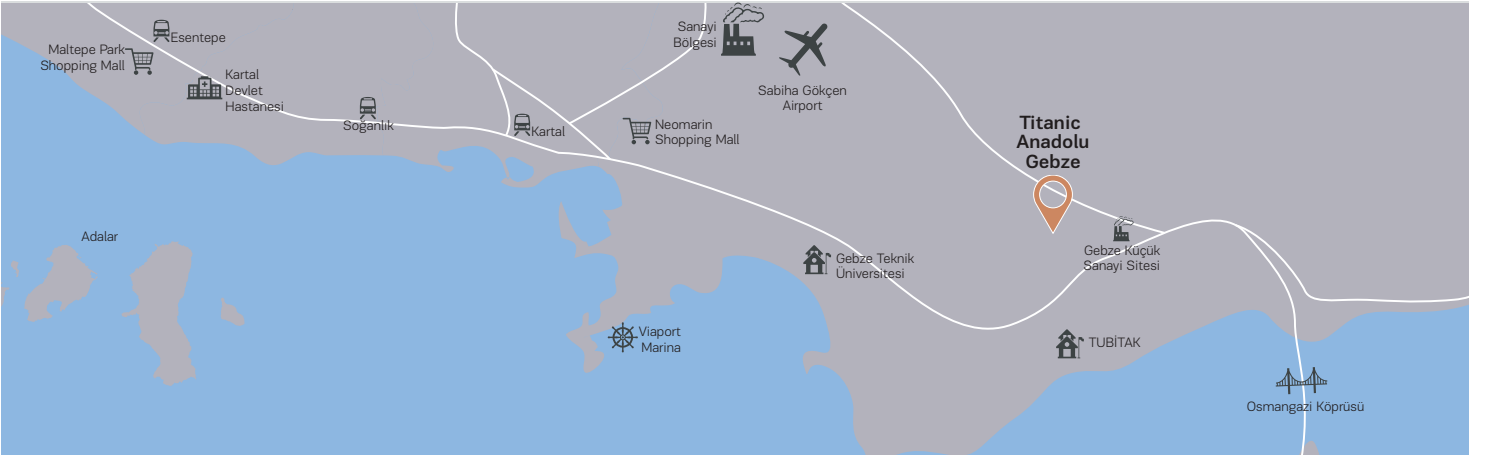 Esentepe
Maltepe Park
Shopping Mall
Kartal
Devlet
Hastanesi
Soğanlık
Kartal
Sanayi
Bölgesi
Sabiha Gökçen
Airport
Neomarin
Shopping Mall
Titanic
Anadolu
Gebze
Adalar
Gebze Teknik
Üniversitesi
Gebze Küçük
Sanayi Sitesi
Viaport
Marina
TUBİTAK
Osmangazi Köprüsü